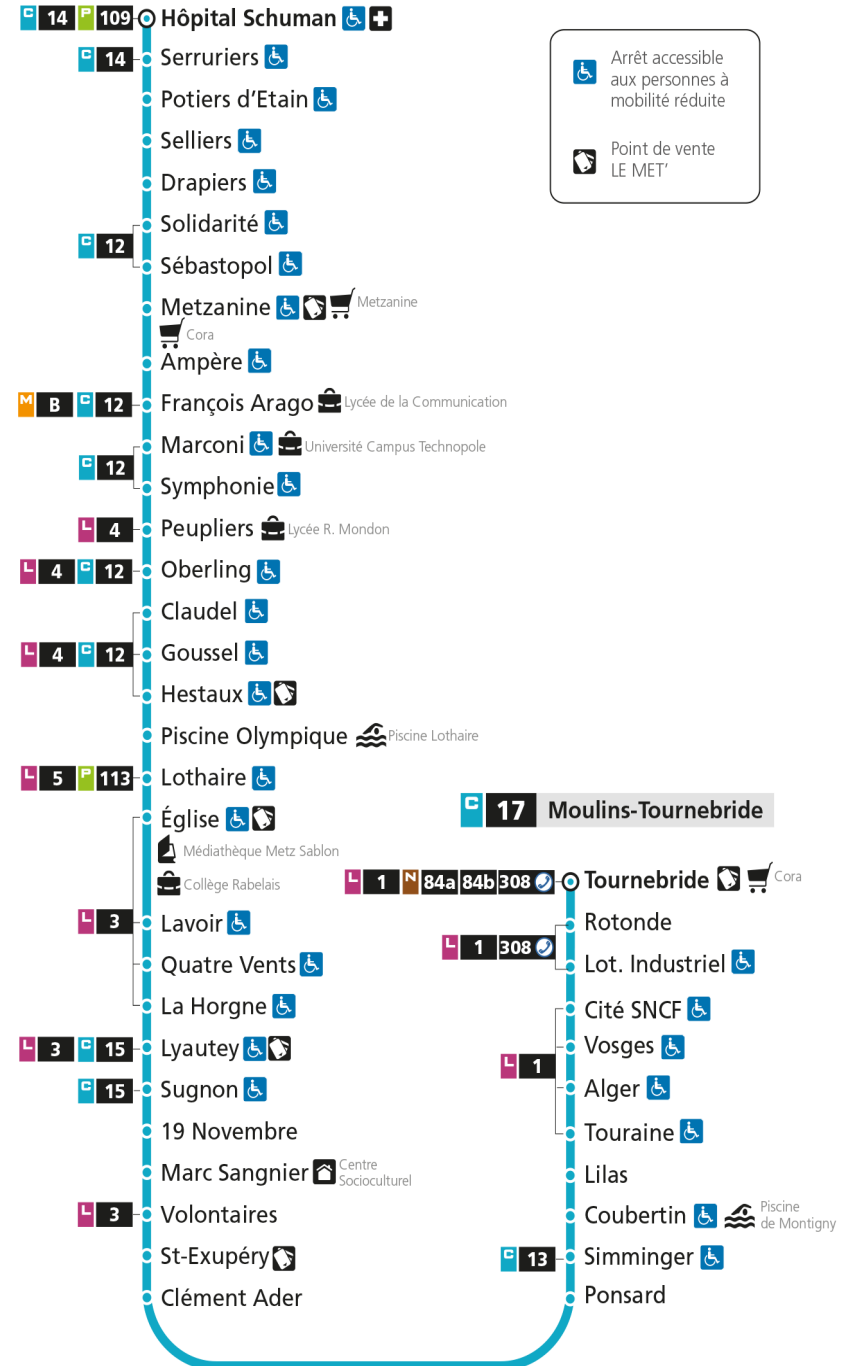 C 14 P 109 Hôpital Schuman
C 14 Serruriers
Potiers d'Etain
Selliers
Drapiers
Solidarité
C 12
Sébastopol
Metzanine Metzanine
Cora
Ampère
M B C 12 François Arago Lycée de la Communication
Marconi Université Campus Technopole
C 12
Symphonie
L 4 Peupliers Lycée R. Mondon
L 4 C 12 Oberling
Claudel
L 4 C 12 Goussel
Hestaux
Piscine Olympique Piscine Lothaire
L 5 P 113 Lothaire
Église
Médiathèque Metz Sablon
Collège Rabelais
L 3 Lavoir
Quatre Vents
La Horgne
L 3 C 15 Lyautey
C 15 Sugnon
19 Novembre
Marc Sangnier Centre
Socioculturel
L 3 Volontaires
St-Exupéry
Clément Ader
Arrêt accessible
aux personnes à
mobilité réduite
Point de vente
LE MET'
C 17 Moulins-Tournebride
L 1 N 84a 84b 308 Tournebride Cora
Rotonde
L 1 308
Lot. Industriel
Cité SNCF
Vosges
L 1
Alger
Touraine
Lilas
Coubertin Piscine
de Montigny
C 13 Simminger
Ponsard